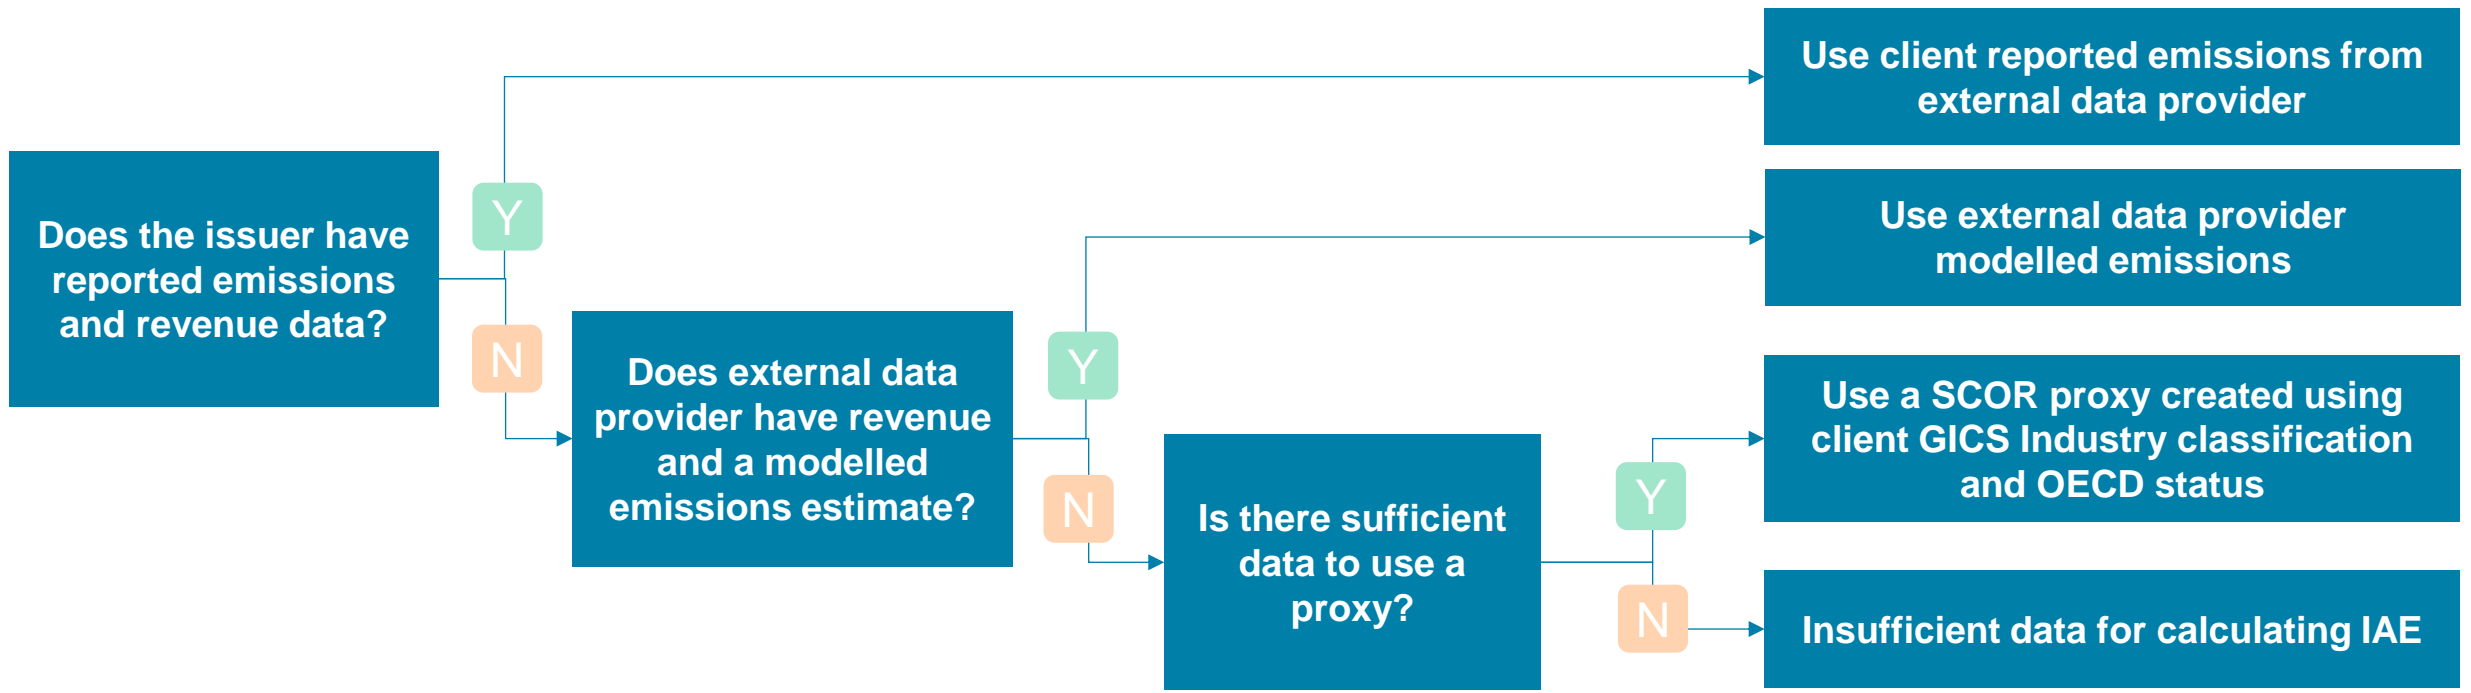 Does the issuer have
reported emissions
and revenue data?
Y
N
Does external data
provider have revenue
and a modelled
emissions estimate?
Y
N
Is there sufficient
data to use a
proxy?
Y
N
Use client reported emissions from
external data provider
Use external data provider
modelled emissions
Use a SCOR proxy created using
client GICS Industry classification
and OECD status
Insufficient data for calculating IAE